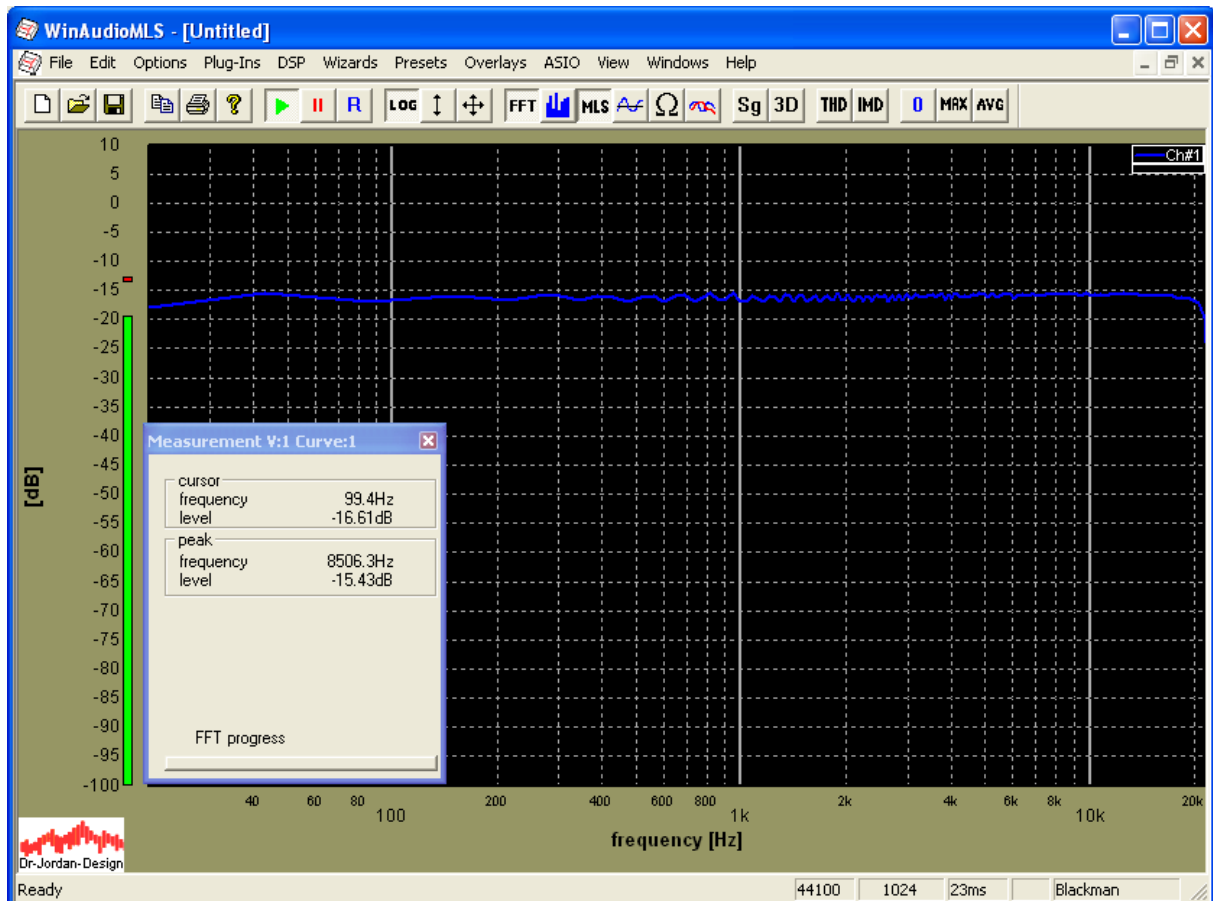 WinAudioMLS - [Untitled]
File Edit Options Plug-Ins DSP Wizards Presets Overlays ASIO View Windows Help
R LOG FFT MLS Ω Sg 3D THD IMD 0 MAX AVG
Ch#1
10
5
0
-5
-10
-15
-20
-25
-30
-35
-40
-45
-50
-55
-60
-65
-70
-75
-80
-85
-90
-95
-100
[dB]
Measurement V:1 Curve:1
cursor
frequency 99.4Hz
level -16.61dB
peak
frequency 8506.3Hz
level -15.43dB
FFT progress
40 60 80 100 200 400 600 800 1k 2k 4k 6k 8k 10k 20k
frequency [Hz]
Dr-Jordan-Design
Ready 44100 1024 23ms Blackman